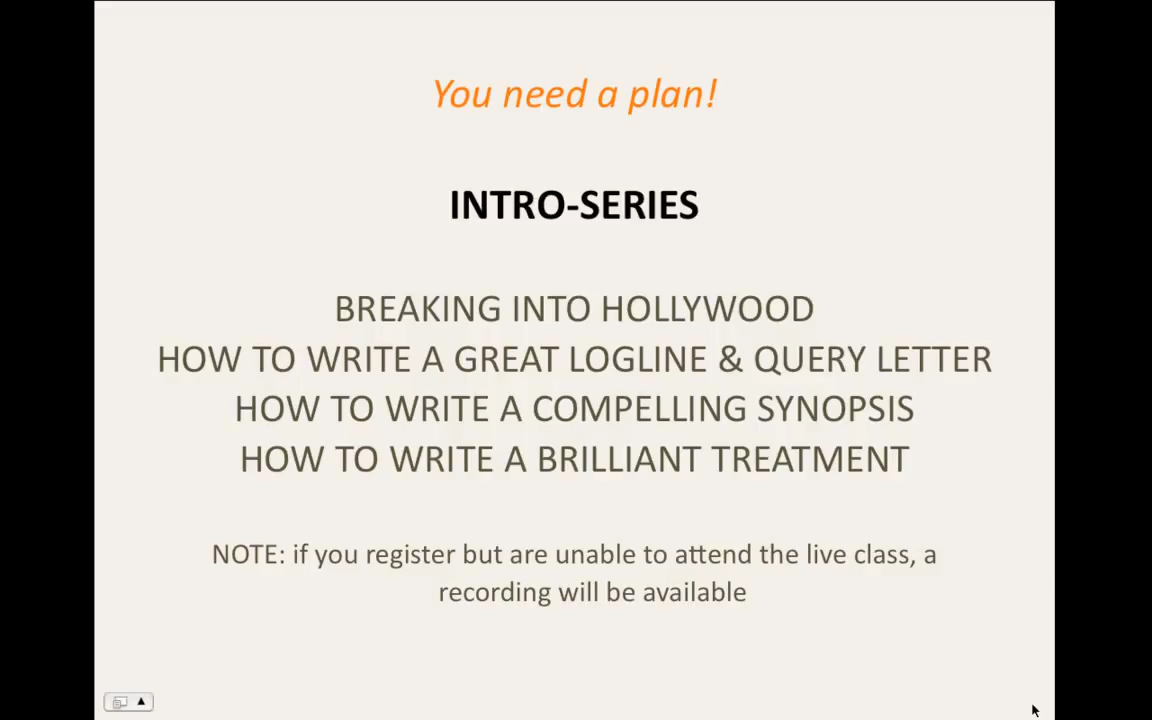 You need a plan!
INTRO-SERIES
BREAKING INTO HOLLYWOOD
HOW TO WRITE A GREAT LOGLINE & QUERY LETTER
HOW TO WRITE A COMPELLING SYNOPSIS
HOW TO WRITE A BRILLIANT TREATMENT
NOTE: if you register but are unable to attend the live class, a
recording will be available